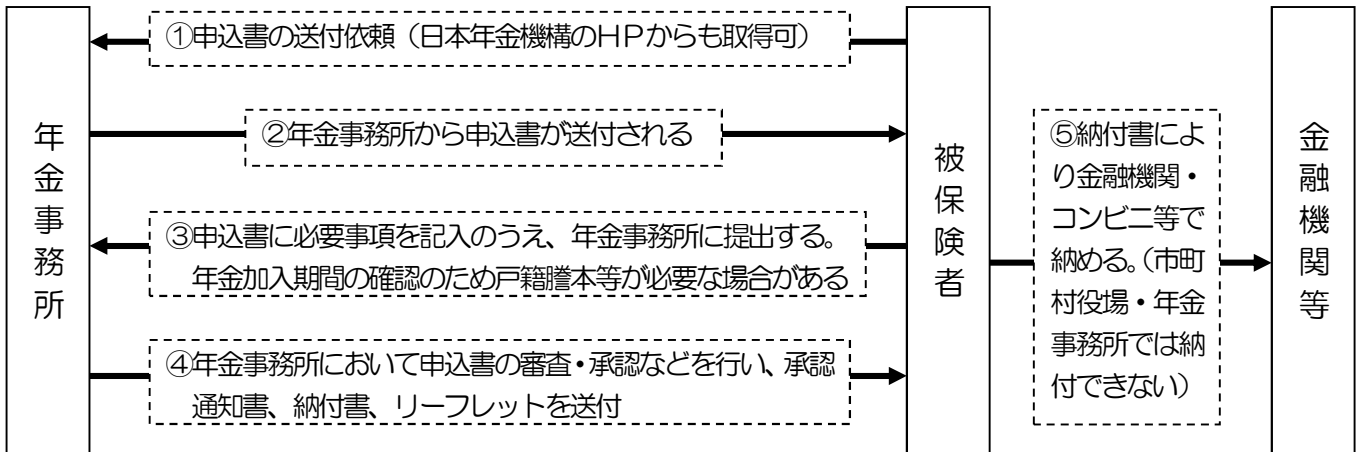 年金事務所
①申込書の送付依頼（日本年金機構のＨＰからも取得可）
②年金事務所から申込書が送付される
③申込書に必要事項を記入のうえ、年金事務所に提出する。
年金加入期間の確認のため戸籍謄本等が必要な場合がある
④年金事務所において申込書の審査・承認などを行い、承認
通知書、納付書、リーフレットを送付
被保険者
⑤納付書によ
り金融機関・
コンビニ等で
納める。（市町
村役場・年金
事務所では納
付できない）
金融機関等